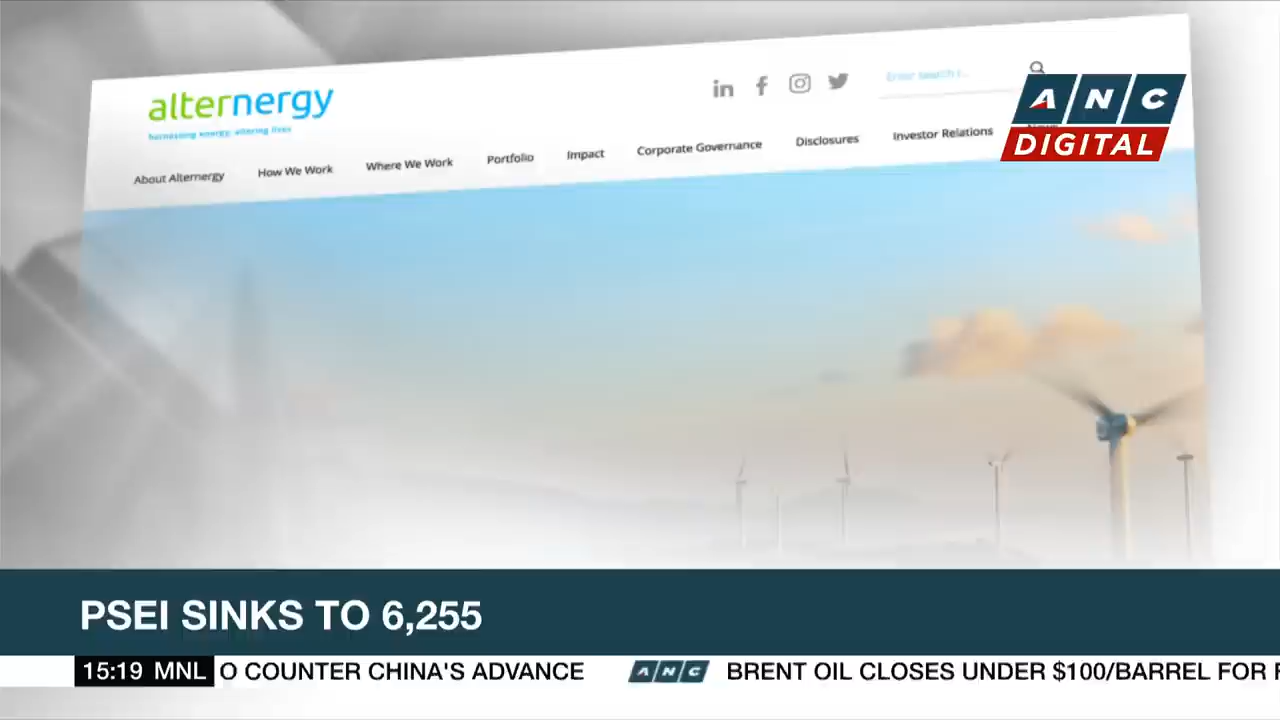 alternergy
harnessing energy, altering lives
Enter search t...
ANC
DIGITAL
About Alternergy How We Work Where We Work Portfolio Impact Corporate Governance Disclosures Investor Relations
PSEI SINKS TO 6,255
15:19 MNL O COUNTER CHINA'S ADVANCE ANC BRENT OIL CLOSES UNDER $100/BARREL FOR